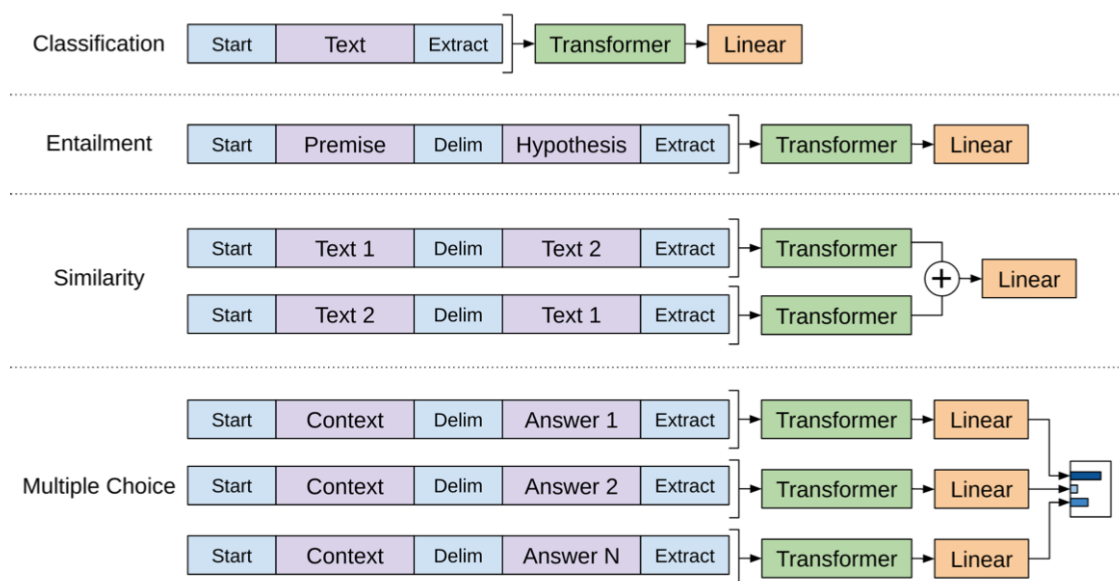 Classification Start Text Extract Transformer Linear
Entailment Start Premise Delim Hypothesis Extract Transformer Linear
Similarity
Start Text 1 Delim Text 2 Extract Transformer
+ Linear
Start Text 2 Delim Text 1 Extract Transformer
Multiple Choice
Start Context Delim Answer 1 Extract Transformer Linear
Start Context Delim Answer 2 Extract Transformer Linear
Start Context Delim Answer N Extract Transformer Linear